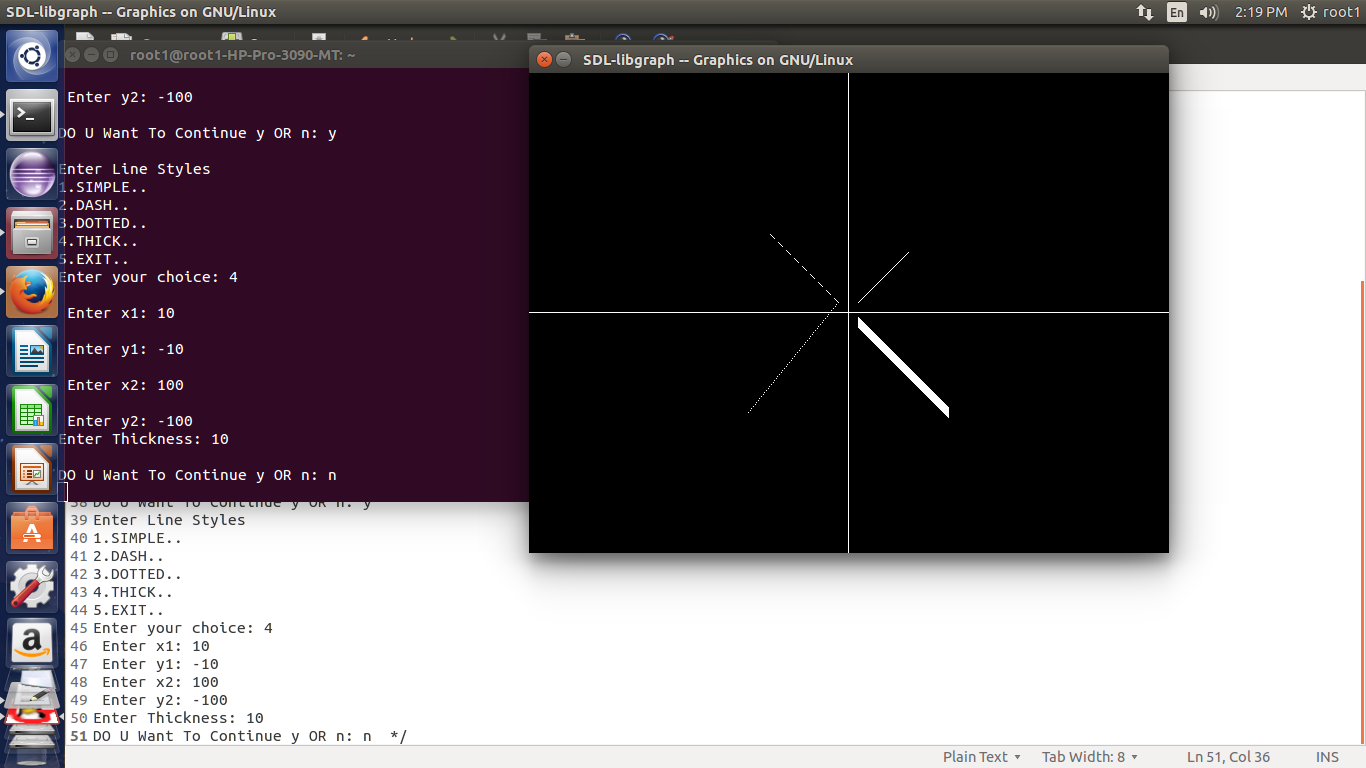 SDL-libgraph -- Graphics on GNU/Linux
En
2:19 PM
root1
root1@root1-HP-Pro-3090-MT: ~
SDL-libgraph -- Graphics on GNU/Linux
Enter y2: -100
DO U Want To Continue y OR n: y
Enter Line Styles
1.SIMPLE..
2.DASH..
3.DOTTED..
4.THICK..
5.EXIT..
Enter your choice: 4
Enter x1: 10
Enter y1: -10
Enter x2: 100
Enter y2: -100
Enter Thickness: 10
DO U Want To Continue y OR n: n
38 DO U Want To Continue y OR n: y
39 Enter Line Styles
40 1.SIMPLE..
41 2.DASH..
42 3.DOTTED..
43 4.THICK..
44 5.EXIT..
45 Enter your choice: 4
46 Enter x1: 10
47 Enter y1: -10
48 Enter x2: 100
49 Enter y2: -100
50 Enter Thickness: 10
51 DO U Want To Continue y OR n: n */
Plain Text
Tab Width: 8
Ln 51, Col 36
INS